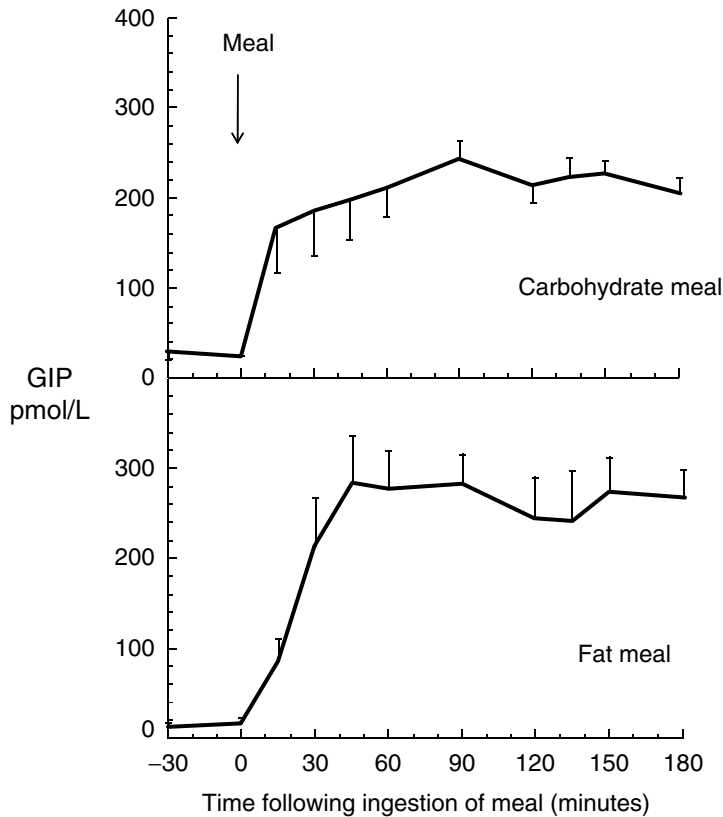 400
Meal
300
200
100
Carbohydrate meal
0
GIP
pmol/L
300
200
100
Fat meal
0
–30 0 30 60 90 120 150 180
Time following ingestion of meal (minutes)